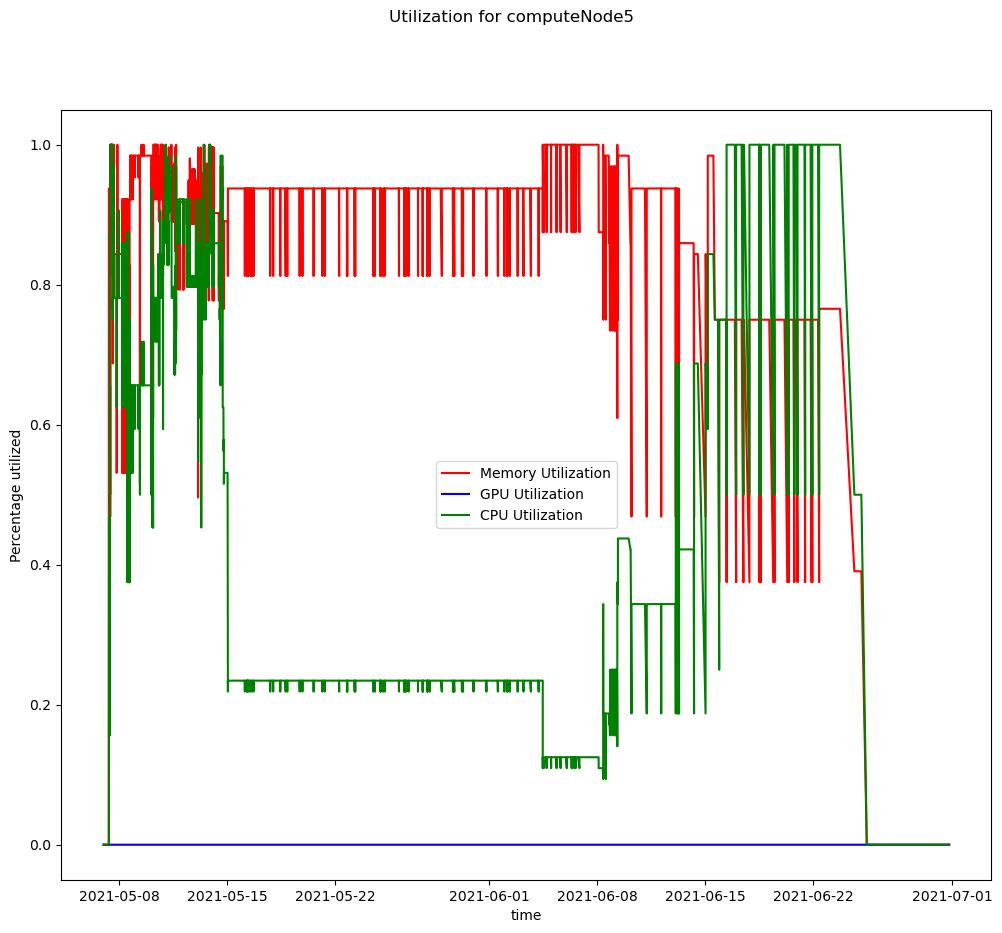 Utilization for computeNode5
1.0
0.8
0.6
0.4
0.2
0.0
Percentage utilized
Memory Utilization
GPU Utilization
CPU Utilization
2021-05-08 2021-05-15 2021-05-22 2021-06-01 2021-06-08 2021-06-15 2021-06-22 2021-07-01
time